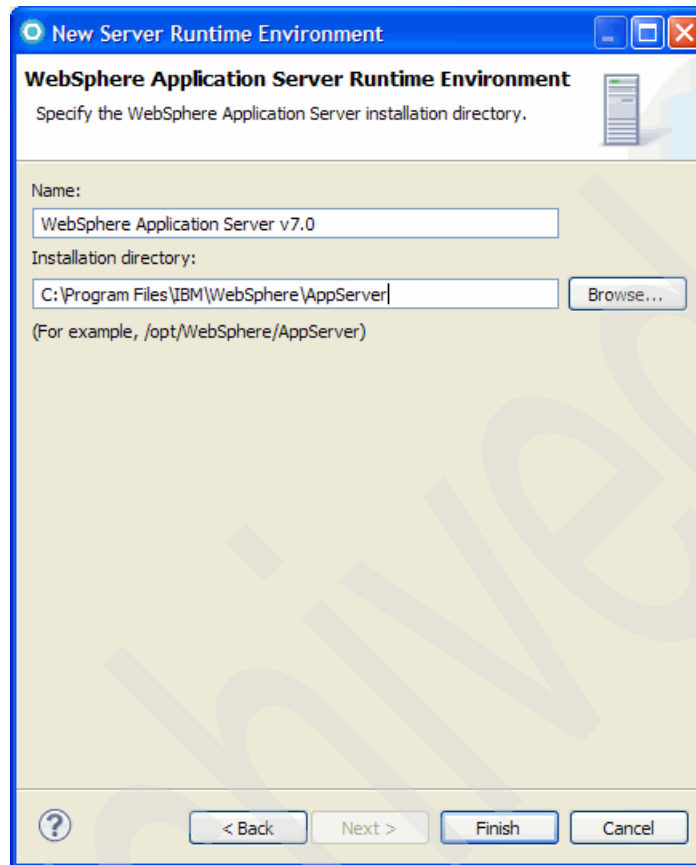 New Server Runtime Environment
WebSphere Application Server Runtime Environment
Specify the WebSphere Application Server installation directory.
Name:
WebSphere Application Server v7.0
Installation directory:
C:\Program Files\IBM\WebSphere\AppServer
Browse...
(For example, /opt/WebSphere/AppServer)
?
< Back
Next >
Finish
Cancel